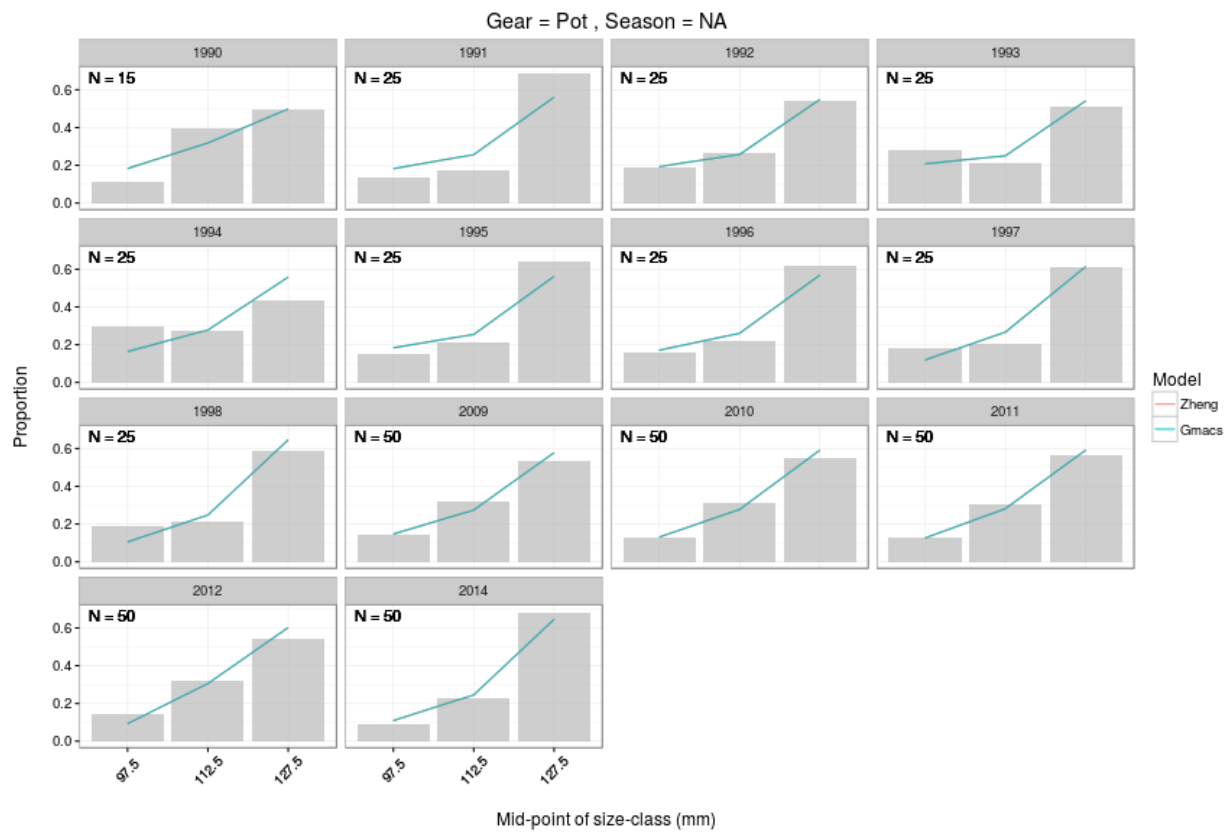 Gear = Pot , Season = NA
1990
1991
1992
1993
N = 15
N = 25
N = 25
N = 25
0.6
0.4
0.2
0.0
1994
1995
1996
1997
N = 25
N = 25
N = 25
N = 25
0.6
0.4
0.2
0.0
1998
2009
2010
2011
N = 25
N = 50
N = 50
N = 50
0.6
0.4
0.2
0.0
2012
2014
N = 50
N = 50
0.6
0.4
0.2
0.0
97.5
112.5
127.5
97.5
112.5
127.5
Proportion
Mid-point of size-class (mm)
Model
Zheng
Gmacs